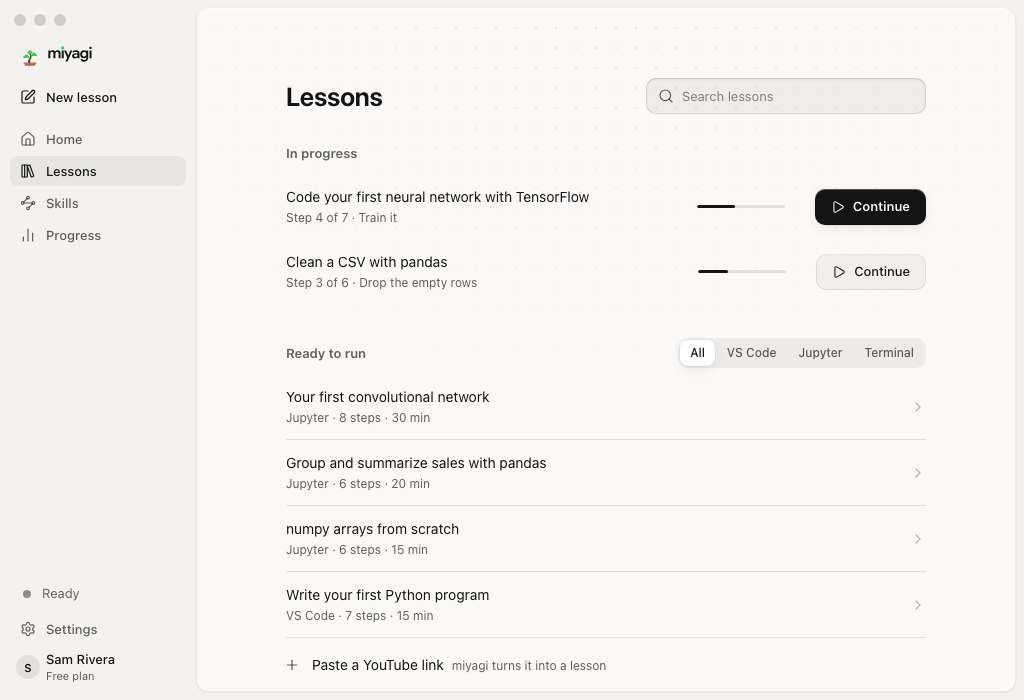 miyagi
New lesson
Home
Lessons
Skills
Progress
Ready
Settings
S
Sam Rivera
Free plan
Lessons
Search lessons
In progress
Code your first neural network with TensorFlow
Step 4 of 7 · Train it
Continue
Clean a CSV with pandas
Step 3 of 6 · Drop the empty rows
Continue
Ready to run
All VS Code Jupyter Terminal
Your first convolutional network
Jupyter · 8 steps · 30 min
Group and summarize sales with pandas
Jupyter · 6 steps · 20 min
numpy arrays from scratch
Jupyter · 6 steps · 15 min
Write your first Python program
VS Code · 7 steps · 15 min
Paste a YouTube link miyagi turns it into a lesson